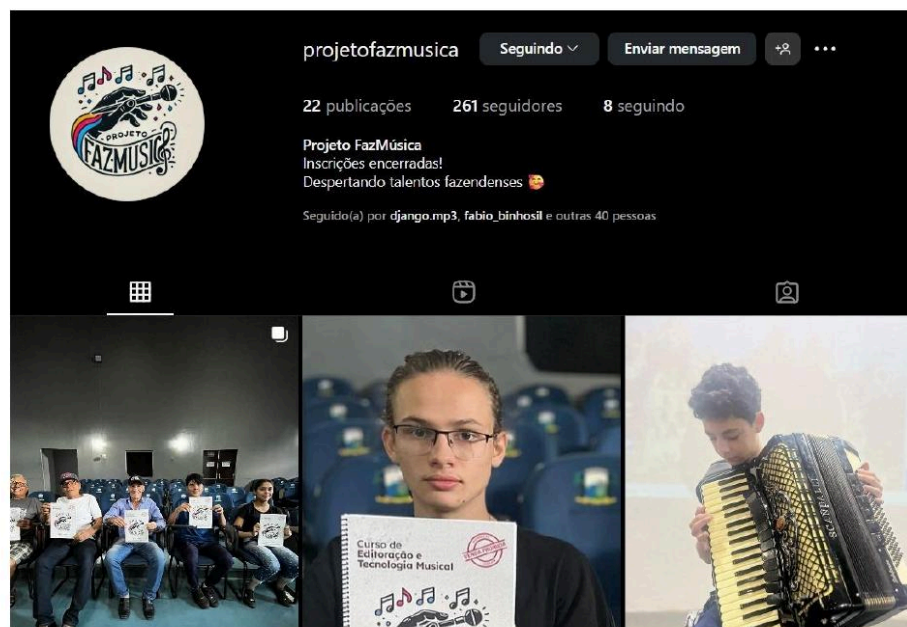 projetofazmusica Seguindo Enviar mensagem
22 publicações 261 seguidores 8 seguindo
Projeto FazMúsica
Inscrições encerradas!
Despertando talentos fazendenses 🥰
Seguido(a) por django.mp3, fabio_binhosil e outras 40 pessoas
PROJETO
FAZMUSIC
Curso de
Editoração e
Tecnologia Musical